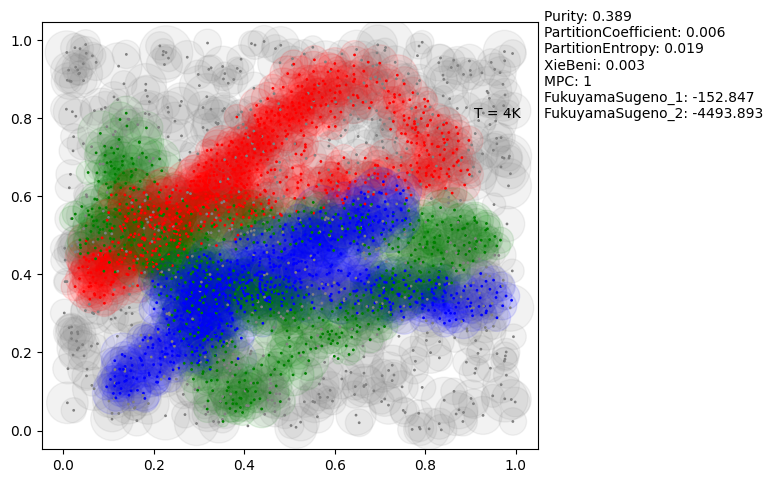 Purity: 0.389
PartitionCoefficient: 0.006
PartitionEntropy: 0.019
XieBeni: 0.003
MPC: 1
FukuyamaSugeno_1: -152.847
FukuyamaSugeno_2: -4493.893
T = 4K
1.0
0.8
0.6
0.4
0.2
0.0
0.0 0.2 0.4 0.6 0.8 1.0